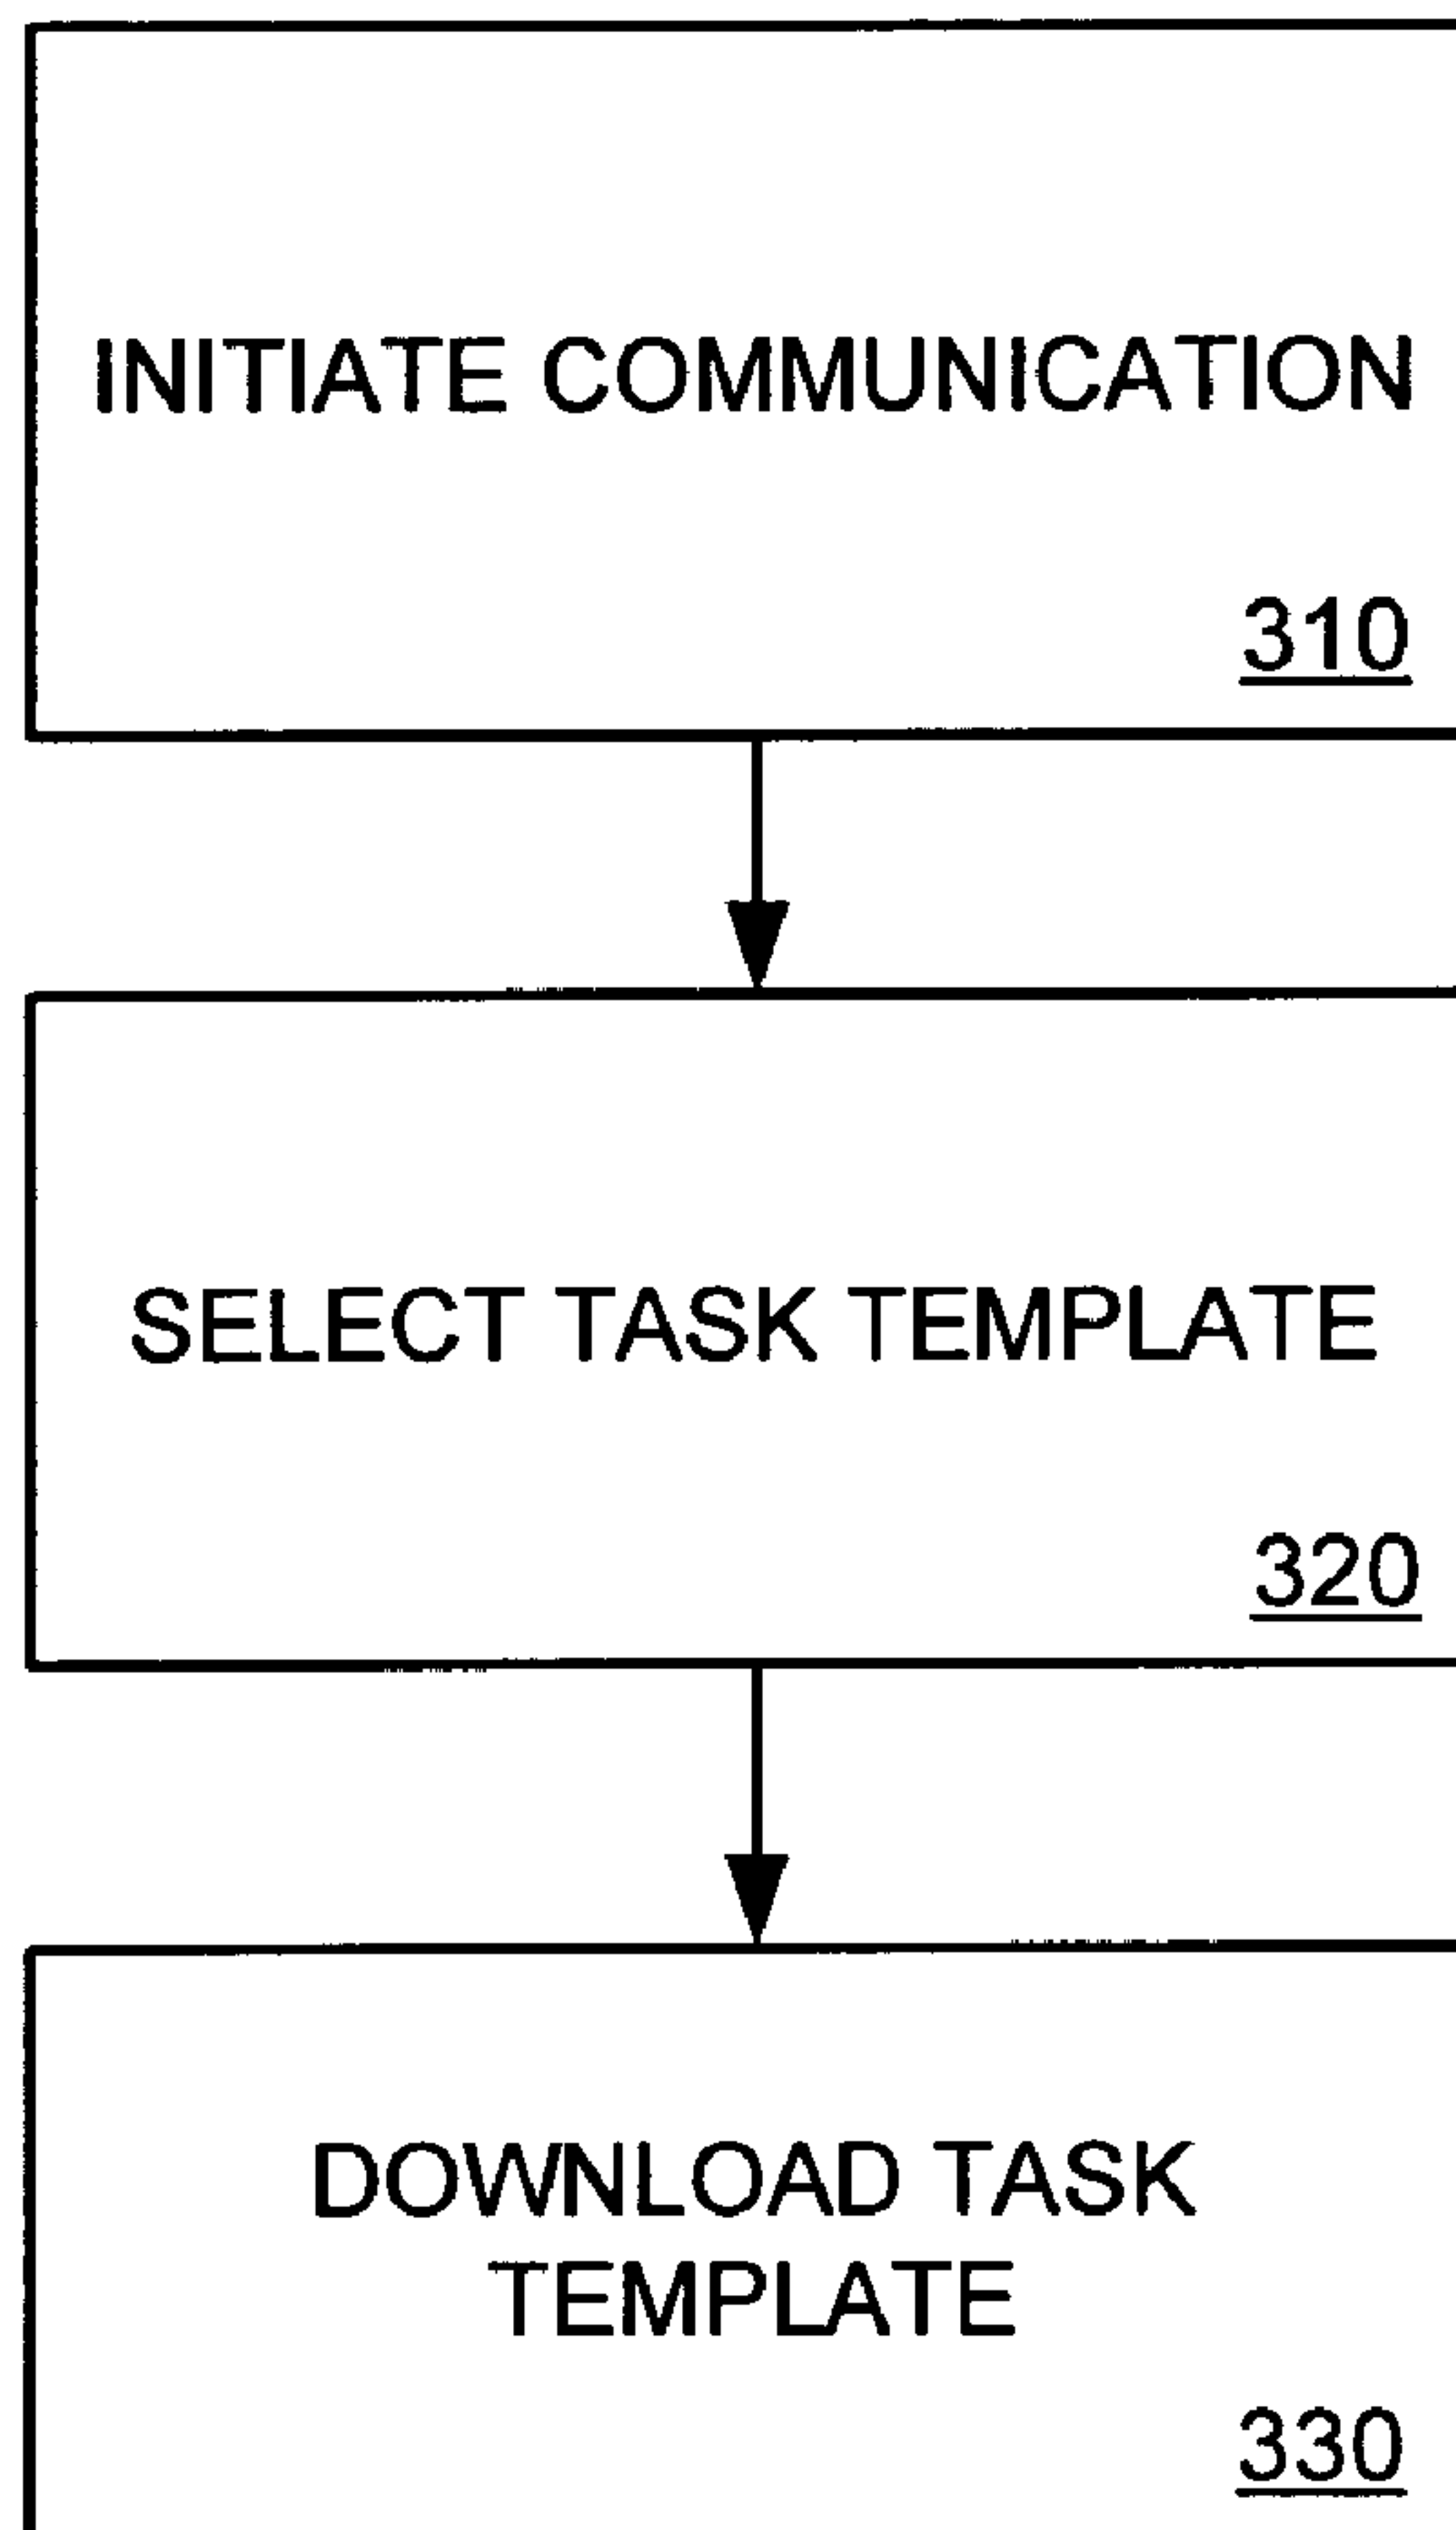 INITIATE COMMUNICATION
310
SELECT TASK TEMPLATE
320
DOWNLOAD TASK
TEMPLATE
330